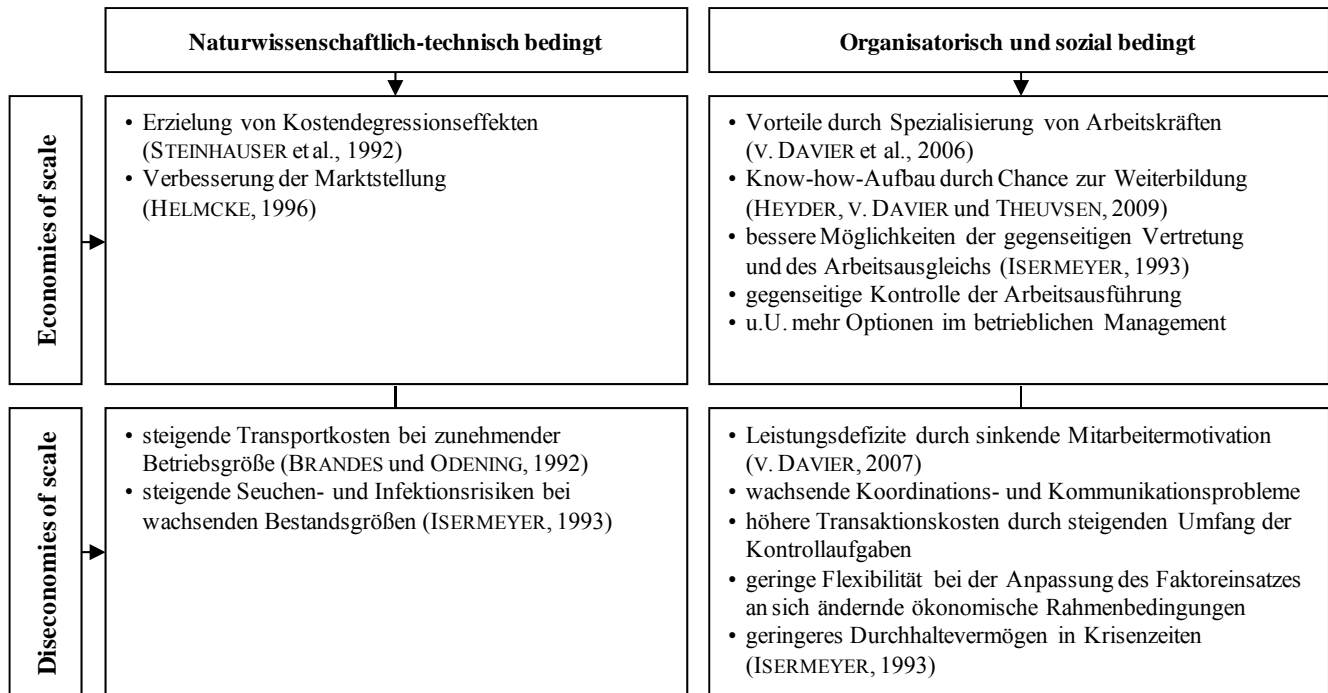 Naturwissenschaftlich-technisch bedingt
Organisatorisch und sozial bedingt
Economies of scale
• Erzielung von Kostendegressionseffekten
(STEINHAUSER et al., 1992)
• Verbesserung der Marktstellung
(HELMCKE, 1996)
• Vorteile durch Spezialisierung von Arbeitskräften
(V. DAVIER et al., 2006)
• Know-how-Aufbau durch Chance zur Weiterbildung
(HEYDER, V. DAVIER und THEUVSEN, 2009)
• bessere Möglichkeiten der gegenseitigen Vertretung
und des Arbeitsausgleichs (ISERMEYER, 1993)
• gegenseitige Kontrolle der Arbeitsausführung
• u.U. mehr Optionen im betrieblichen Management
Diseconomies of scale
• steigende Transportkosten bei zunehmender
Betriebsgröße (BRANDES und ODENING, 1992)
• steigende Seuchen- und Infektionsrisiken bei
wachsenden Bestandsgrößen (ISERMEYER, 1993)
• Leistungsdefizite durch sinkende Mitarbeitermotivation
(V. DAVIER, 2007)
• wachsende Koordinations- und Kommunikationsprobleme
• höhere Transaktionskosten durch steigenden Umfang der
Kontrollaufgaben
• geringe Flexibilität bei der Anpassung des Faktoreinsatzes
an sich ändernde ökonomische Rahmenbedingungen
• geringeres Durchhaltevermögen in Krisenzeiten
(ISERMEYER, 1993)